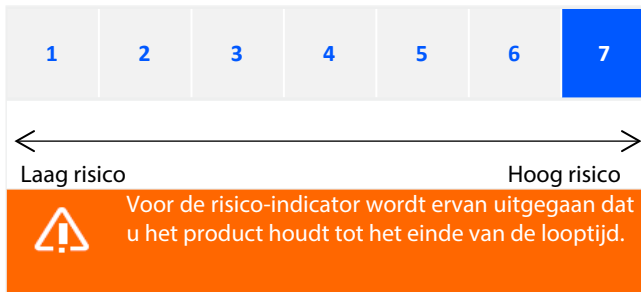 1 2 3 4 5 6 7
Laag risico Hoog risico
Voor de risico-indicator wordt ervan uitgegaan dat
u het product houdt tot het einde van de looptijd.